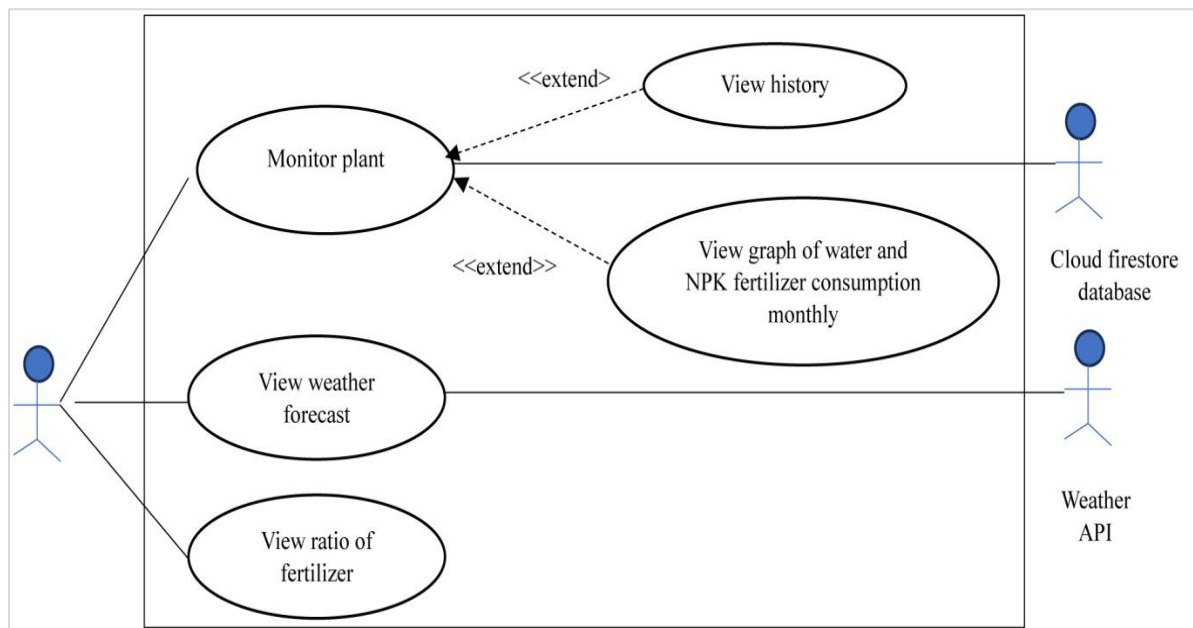 <<extend>
View history
Monitor plant
<<extend>>
View graph of water and
NPK fertilizer consumption
monthly
Cloud firestore
database
View weather
forecast
Weather
API
View ratio of
fertilizer